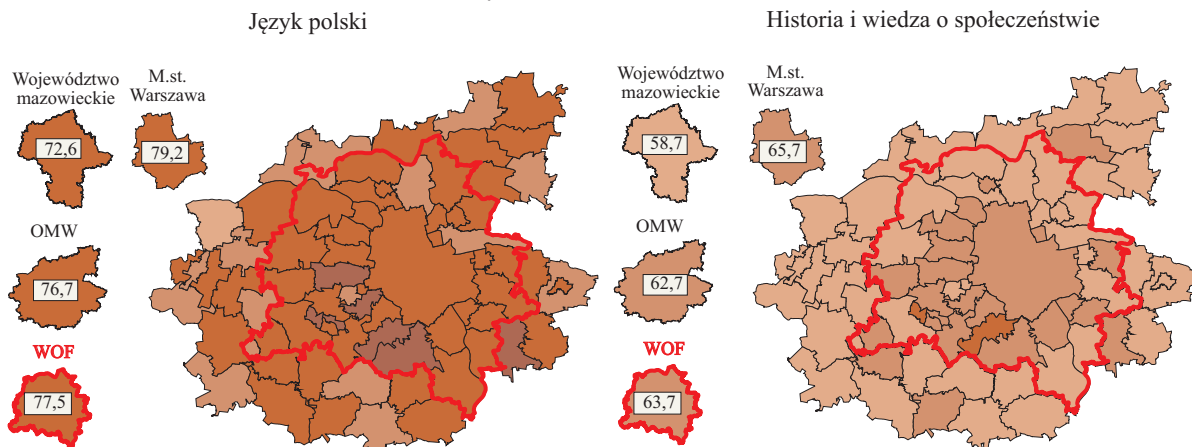 Język polski
Województwo
mazowieckie
M.st.
Warszawa
72,6
79,2
OMW
76,7
WOF
77,5
Historia i wiedza o społeczeństwie
Województwo
mazowieckie
M.st.
Warszawa
58,7
65,7
OMW
62,7
WOF
63,7